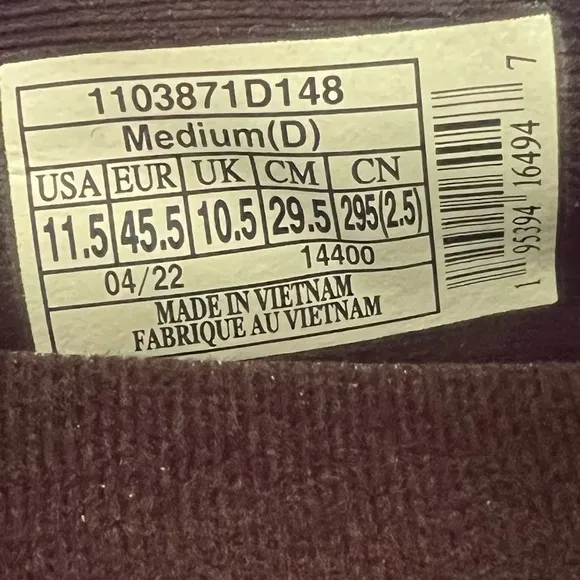 1103871D148
Medium(D)
USA EUR UK CM CN
11.5 45.5 10.5 29.5 295(2.5)
04/22 14400
MADE IN VIETNAM
FABRIQUE AU VIETNAM
1 95394 16494 7